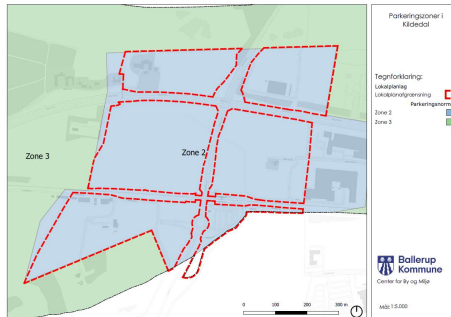 Parkeringszoner i
Kildedal
Tegnforklaring:
Lokalplanlag
Lokalplanafgrænsning
Parkeringsnorm
Zone 2
Zone 3
Zone 3
Zone 2
Ballerup
Kommune
Center for By og Miljø
0 100 200 300 m
Mål: 1:5.000